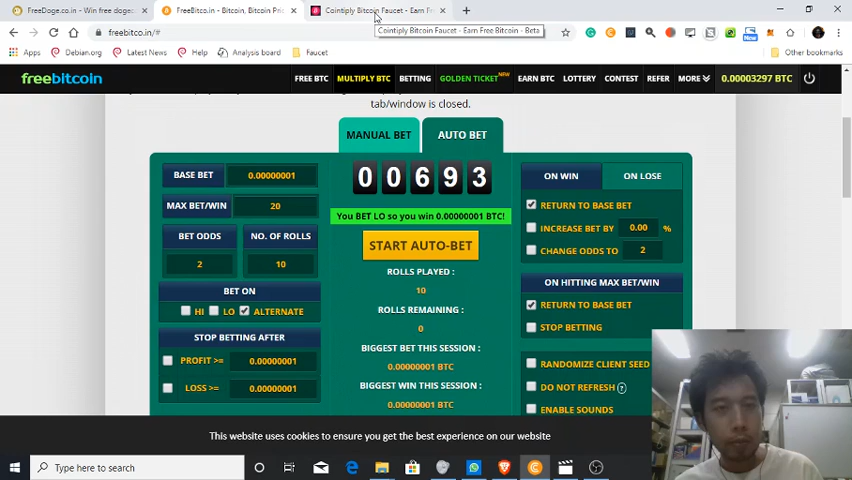 FreeDoge.co.in - Win free dogec
FreeBitco.in - Bitcoin, Bitcoin Pric
Cointiply Bitcoin Faucet - Earn Fr
Cointiply Bitcoin Faucet - Earn Free Bitcoin - Beta
freebitco.in/#
New
Apps
Debian.org
Latest News
Help
Faucet
Other bookmarks
freebitcoin
FREE BTC
MULTIPLY BTC
BETTING
GOLDEN TICKET NEW
EARN BTC
LOTTERY
CONTEST
REFER
MORE
0.00003297 BTC
tab/window is closed.
MANUAL BET
AUTO BET
BASE BET
0.00000001
MAX BET/WIN
20
BET ODDS
NO. OF ROLLS
2
10
BET ON
HI
LO
ALTERNATE
STOP BETTING AFTER
PROFIT >=
0.00000001
LOSS >=
0.00000001
00693
You BET LO so you win 0.00000001 BTC!
START AUTO-BET
ROLLS PLAYED :
10
ROLLS REMAINING :
0
BIGGEST BET THIS SESSION :
0.00000001 BTC
BIGGEST WIN THIS SESSION :
0.00000001 BTC
ON WIN
ON LOSE
RETURN TO BASE BET
INCREASE BET BY
0.00
%
CHANGE ODDS TO
2
ON HITTING MAX BET/WIN
RETURN TO BASE BET
STOP BETTING
RANDOMIZE CLIENT SEED
DO NOT REFRESH ?
ENABLE SOUNDS
This website uses cookies to ensure you get the best experience on our website
Type here to search